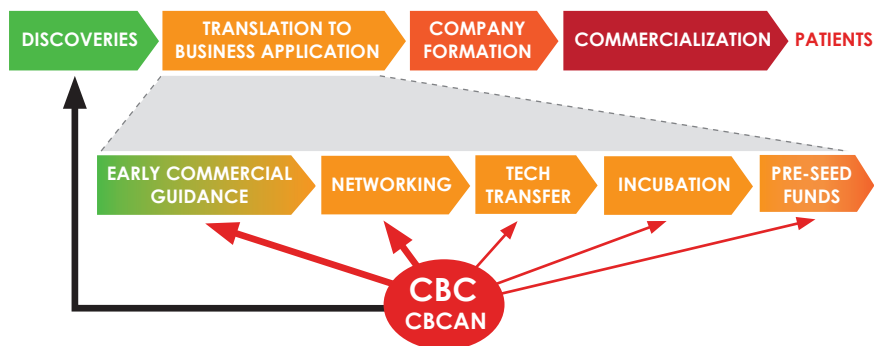 DISCOVERIES
TRANSLATION TO
BUSINESS APPLICATION
COMPANY
FORMATION
COMMERCIALIZATION
PATIENTS
EARLY COMMERCIAL
GUIDANCE
NETWORKING
TECH
TRANSFER
INCUBATION
PRE-SEED
FUNDS
CBC
CBCAN